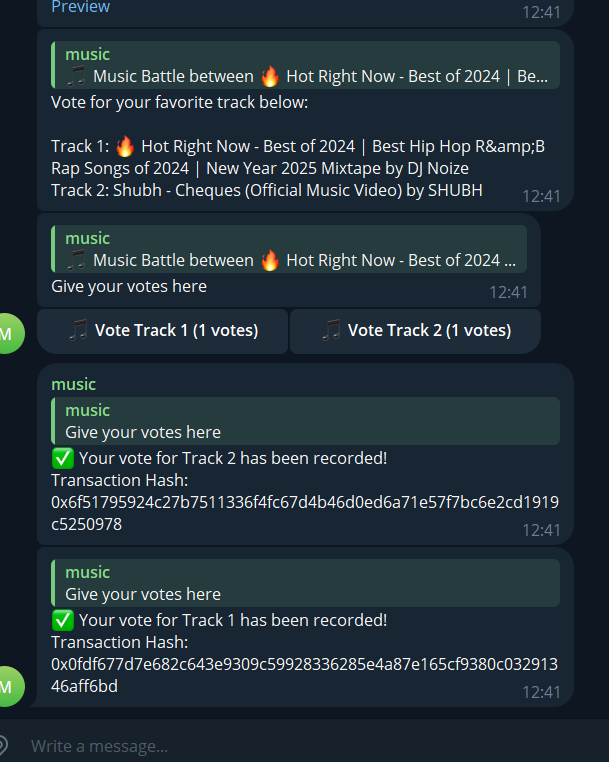 Preview
12:41
music
🎵 Music Battle between 🔥 Hot Right Now - Best of 2024 | Be...
Vote for your favorite track below:
Track 1: 🔥 Hot Right Now - Best of 2024 | Best Hip Hop R&amp;B
Rap Songs of 2024 | New Year 2025 Mixtape by DJ Noize
Track 2: Shubh - Cheques (Official Music Video) by SHUBH
12:41
music
🎵 Music Battle between 🔥 Hot Right Now - Best of 2024 ...
Give your votes here
12:41
M
🎵 Vote Track 1 (1 votes)
🎵 Vote Track 2 (1 votes)
music
music
Give your votes here
✅ Your vote for Track 2 has been recorded!
Transaction Hash:
0x6f51795924c27b7511336f4fc67d4b46d0ed6a71e57f7bc6e2cd1919
c5250978
12:41
music
Give your votes here
✅ Your vote for Track 1 has been recorded!
Transaction Hash:
0x0fdf677d7e682c643e9309c59928336285e4a87e165cf9380c032913
46aff6bd
12:41
M
Write a message...